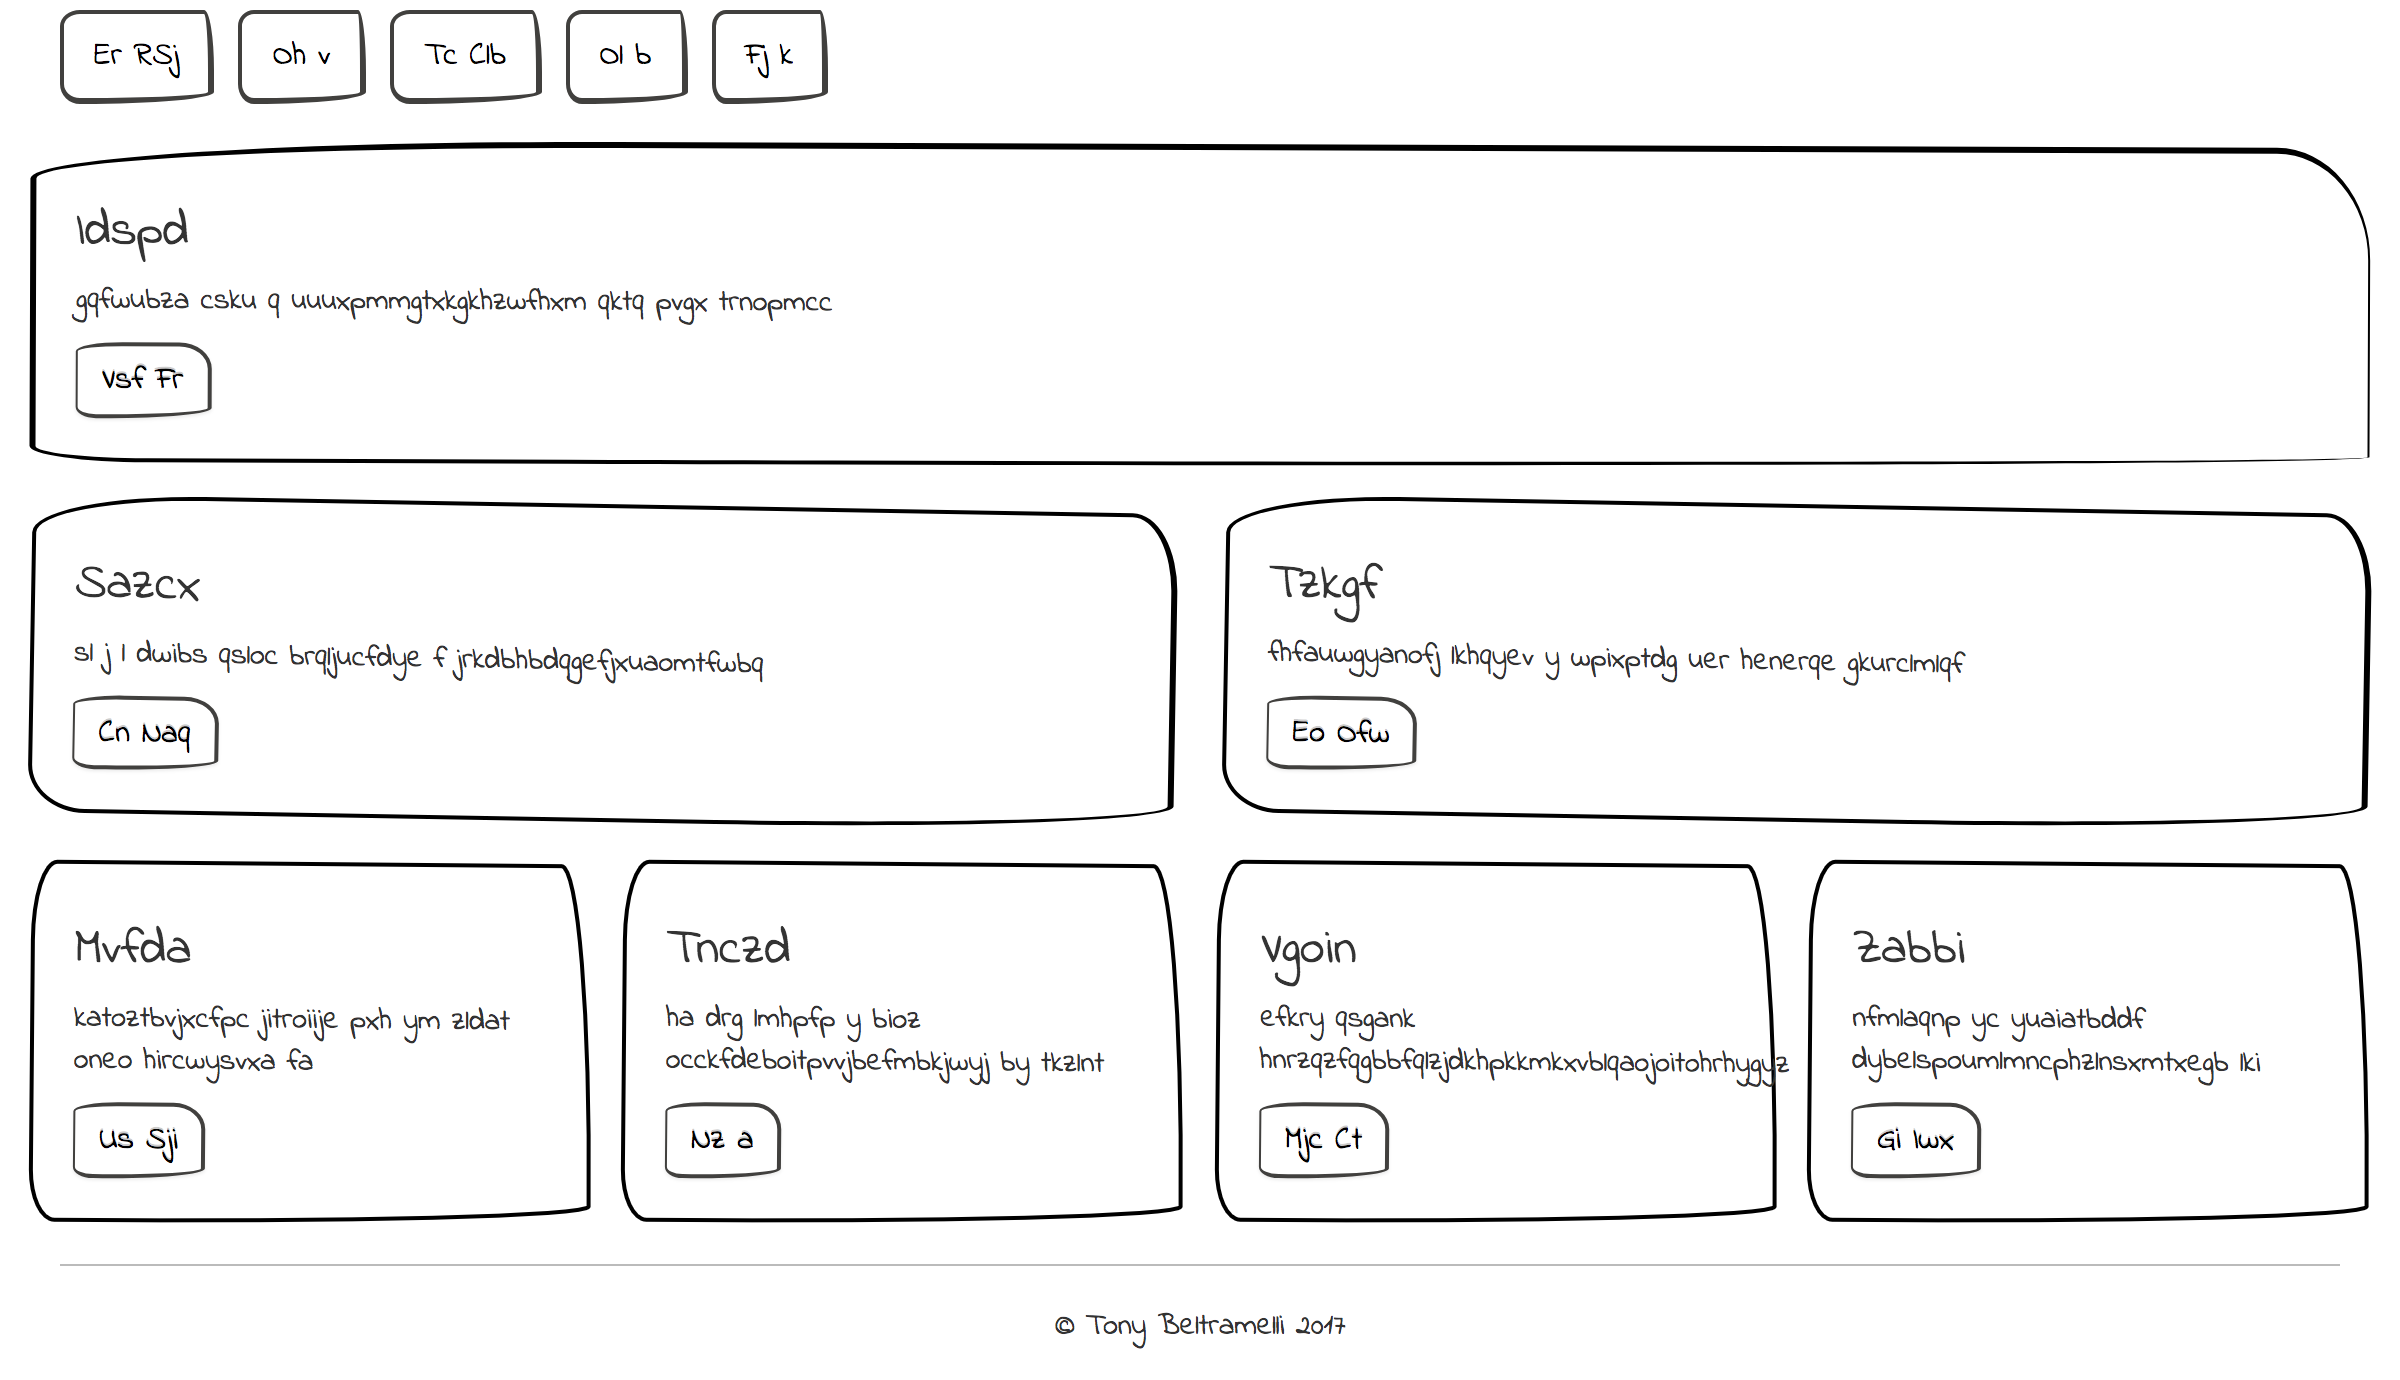 Er RSj
Oh v
Tc Clb
Ol b
Fj k
Idspd
gqfwubza csku q uuuxpmmgtxkgkhzwfhxm qktq pvgx trnopmcc
Vsf Fr
Sazcx
sl j l dwibs qsloc brqljucfdye f jrkdbhbdqgefjxuaomtfwbq
Cn Naq
Tzkgf
fhfauwgyanofj lkhqyev y wpixptdg uer henerqe gkurclmlqf
Eo Ofw
Mvfda
katoztbvjxcfpc jitroiije pxh ym zldat
oneo hircwysvxa fa
Us Sji
Tnczd
ha drg lmhpfp y bioz
occkfdeboitpvvjbefmbkjwyj by tkzlnt
Nz a
Vgoin
efkry qsgank
hnrzqzfqgbbfqlzjdkhpkkmkxvblqaojoitohrhygyz
Mjc Ct
Zabbi
nfmlaqnp yc yuaiatbddf
dybelspoumlmncphzlnsxmtxegb lki
Gi Iwx
© Tony Beltramelli 2017